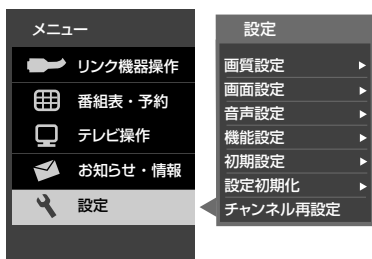 メニュー
リンク機器操作
番組表・予約
テレビ操作
お知らせ・情報
設定
設定
画質設定
画面設定
音声設定
機能設定
初期設定
設定初期化
チャンネル再設定